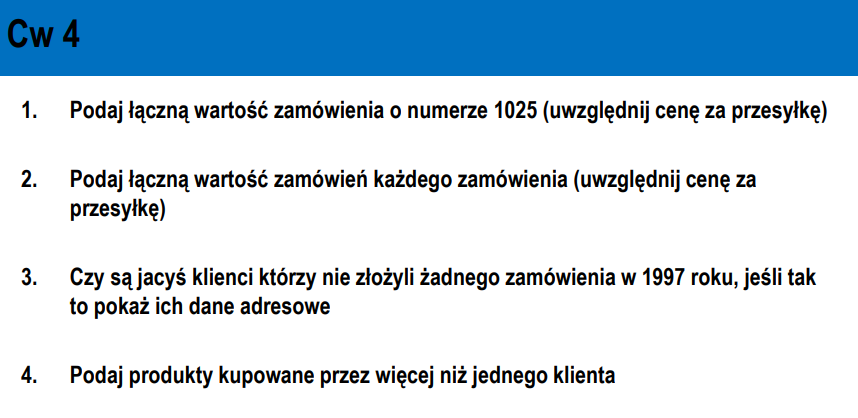 Cw 4
1. Podaj łączną wartość zamówienia o numerze 1025 (uwzględnij cenę za przesyłkę)
2. Podaj łączną wartość zamówień każdego zamówienia (uwzględnij cenę za
przesyłkę)
3. Czy są jacyś klienci którzy nie złożyli żadnego zamówienia w 1997 roku, jeśli tak
to pokaż ich dane adresowe
4. Podaj produkty kupowane przez więcej niż jednego klienta